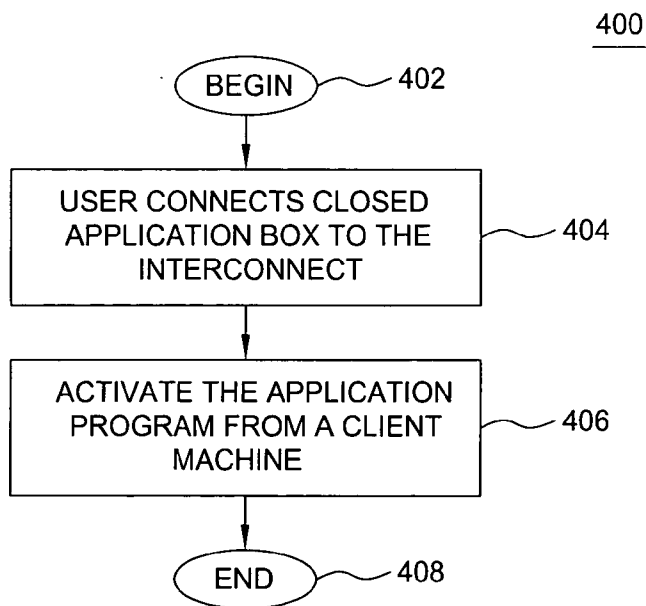 400
BEGIN
402
USER CONNECTS CLOSED
APPLICATION BOX TO THE
INTERCONNECT
404
ACTIVATE THE APPLICATION
PROGRAM FROM A CLIENT
MACHINE
406
END
408